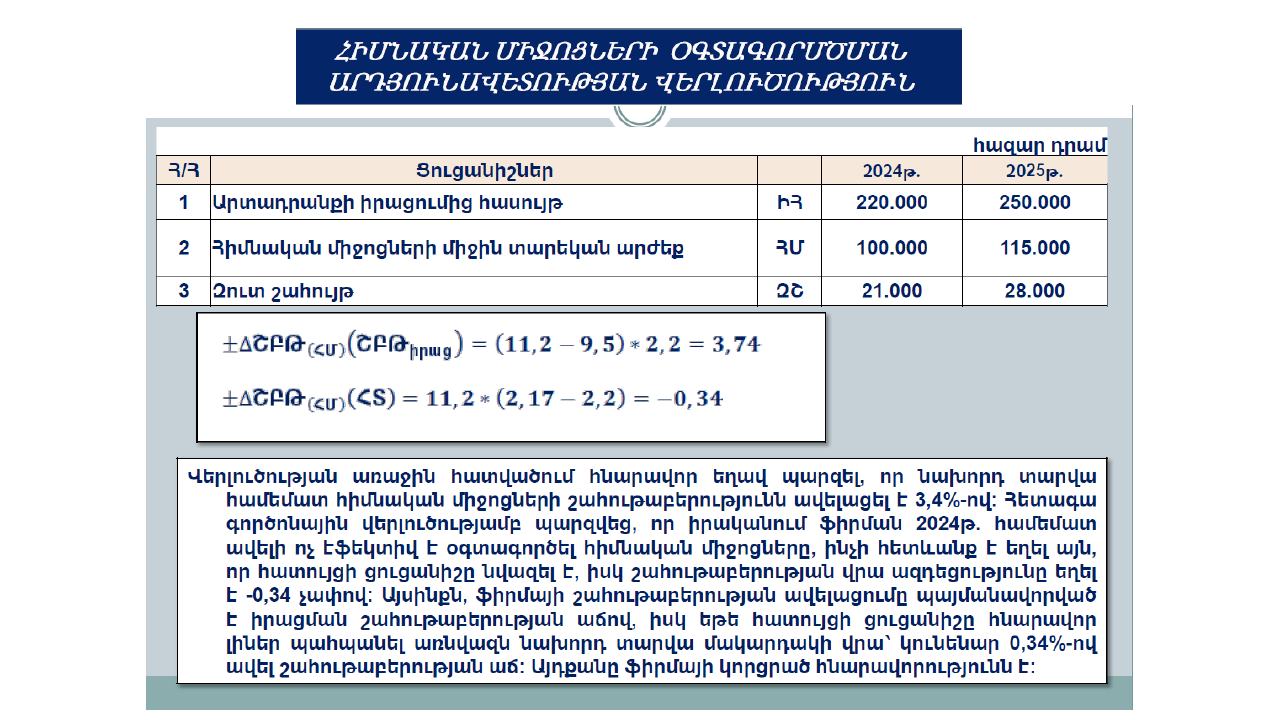 ՀԻՄՆԱԿԱՆ ՄԻՋՈՑՆԵՐԻ ՕԳՏԱԳՈՐԾՄԱՆ
ԱՐԴՅՈՒՆԱՎԵՏՈՒԹՅԱՆ ՎԵՐԼՈՒԾՈՒԹՅՈՒՆ
հազար դրամ
Հ/Հ Ցուցանիշներ 2024թ. 2025թ.
1 Արտադրանքի իրացումից հասույթ ԻՀ 220.000 250.000
2 Հիմնական միջոցների միջին տարեկան արժեք ՀՄ 100.000 115.000
3 Զուտ շահույթ ԶՇ 21.000 28.000
±∆ՇԲԹ(ՀՄ)(ՇԲԹիրաց) = (11,2 − 9,5) ∗ 2,2 = 3,74
±∆ՇԲԹ(ՀՄ)(ՀՏ) = 11,2 ∗ (2,17 − 2,2) = −0,34
Վերլուծության առաջին հատվածում հնարավոր եղավ պարզել, որ նախորդ տարվա
համեմատ հիմնական միջոցների շահութաբերությունն ավելացել է 3,4%-ով: Հետագա
գործոնային վերլուծությամբ պարզվեց, որ իրականում ֆիրման 2024թ. համեմատ
ավելի ոչ էֆեկտիվ է օգտագործել հիմնական միջոցները, ինչի հետևանք է եղել այն,
որ հատույցի ցուցանիշը նվազել է, իսկ շահութաբերության վրա ազդեցությունը եղել
է -0,34 չափով: Այսինքն, ֆիրմայի շահութաբերության ավելացումը պայմանավորված
է իրացման շահութաբերության աճով, իսկ եթե հատույցի ցուցանիշը հնարավոր
լիներ պահպանել առնվազն նախորդ տարվա մակարդակի վրա՝ կունենար 0,34%-ով
ավել շահութաբերության աճ: Այդքանը ֆիրմայի կորցրած հնարավորությունն է: